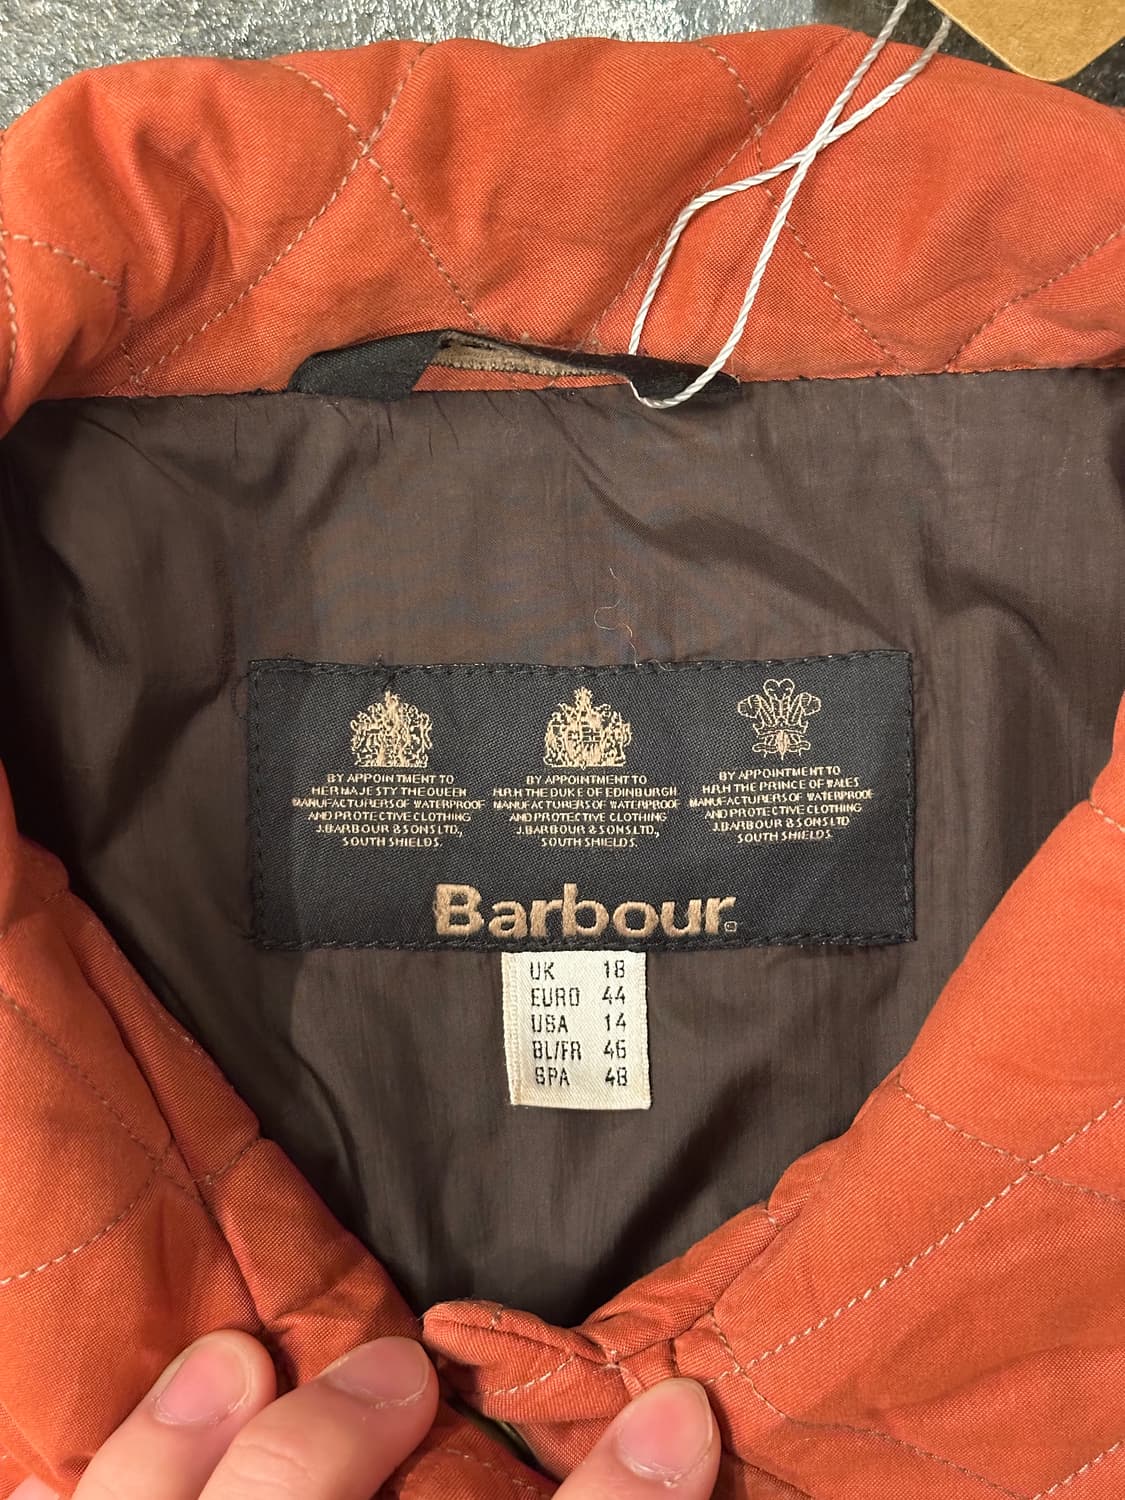 BY APPOINTMENT TO
HER MAJESTY THE QUEEN
MANUFACTURERS OF WATERPROOF
AND PROTECTIVE CLOTHING
J.BARBOUR & SONS LTD.,
SOUTH SHIELDS.
BY APPOINTMENT TO
H.R.H THE DUKE OF EDINBURGH
MANUFACTURERS OF WATERPROOF
AND PROTECTIVE CLOTHING
J.BARBOUR & SONS LTD.,
SOUTH SHIELDS.
BY APPOINTMENT TO
H.R.H THE PRINCE OF WALES
MANUFACTURERS OF WATERPROOF
AND PROTECTIVE CLOTHING
J.BARBOUR & SONS LTD
SOUTH SHIELDS.
Barbour.
UK 18
EURO 44
USA 14
BL/FR 46
SPA 48